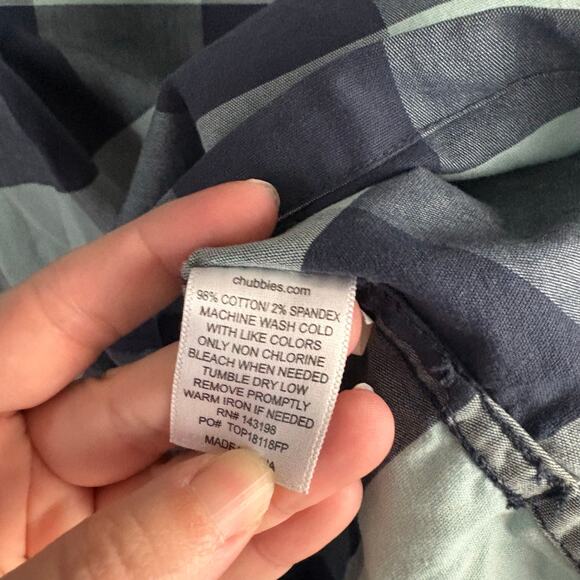 chubbies.com
98% COTTON/ 2% SPANDEX
MACHINE WASH COLD
WITH LIKE COLORS
ONLY NON CHLORINE
BLEACH WHEN NEEDED
TUMBLE DRY LOW
REMOVE PROMPTLY
WARM IRON IF NEEDED
RN# 143198
PO# TOP18118FP
MADE